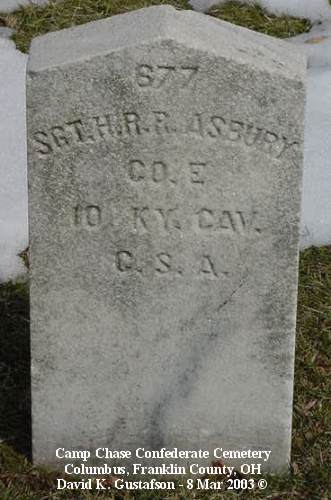 677
SGT. H. R. R. ASBURY
CO. E
10 KY. CAV.
C. S. A.
Camp Chase Confederate Cemetery
Columbus, Franklin County, OH
David K. Gustafson - 8 Mar 2003 ©